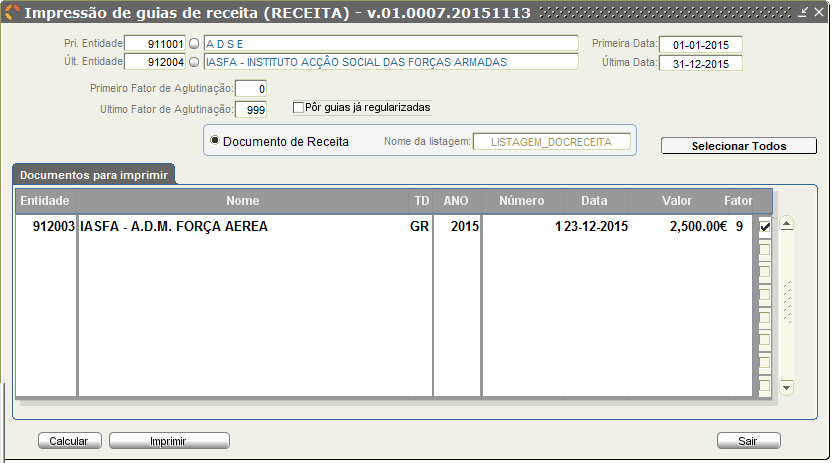 Impressão de guias de receita (RECEITA) - v.01.0007.20151113
Pri. Entidade 911001 A D S E Primeira Data: 01-01-2015
Últ. Entidade 912004 IASFA - INSTITUTO ACÇÃO SOCIAL DAS FORÇAS ARMADAS Última Data: 31-12-2015
Primeiro Fator de Aglutinação: 0
Ultimo Fator de Aglutinação: 999 Pôr guias já regularizadas
Documento de Receita Nome da listagem: LISTAGEM_DOCRECEITA Selecionar Todos
Documentos para imprimir
Entidade Nome TD ANO Número Data Valor Fator
912003 IASFA - A.D.M. FORÇA AEREA GR 2015 1 23-12-2015 2,500.00€ 9
Calcular Imprimir Sair